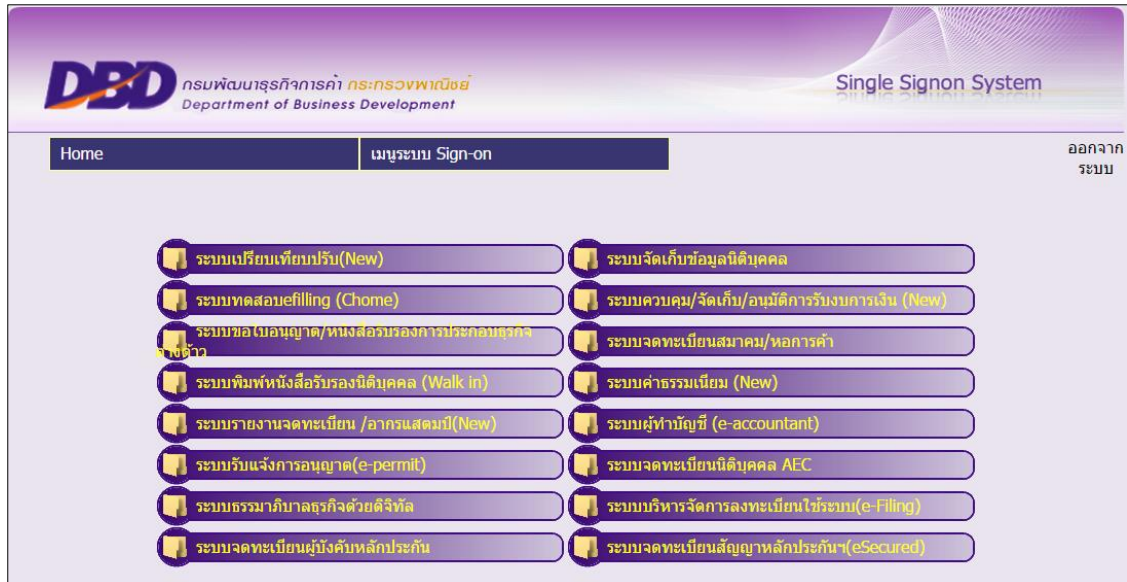 DBD
กรมพัฒนาธุรกิจการค้า กระทรวงพาณิชย์
Department of Business Development
Single Signon System
Home
เมนูระบบ Sign-on
ออกจาก
ระบบ
ระบบเปรียบเทียบปรับ(New)
ระบบจัดเก็บข้อมูลนิติบุคคล
ระบบทดสอบefilling (Chome)
ระบบควบคุม/จัดเก็บ/อนุมัติการรับงบการเงิน (New)
ระบบขอใบอนุญาต/หนังสือรับรองการประกอบธุรกิจ
ต่างด้าว
ระบบจดทะเบียนสมาคม/หอการค้า
ระบบพิมพ์หนังสือรับรองนิติบุคคล (Walk in)
ระบบค่าธรรมเนียม (New)
ระบบรายงานจดทะเบียน /อากรแสตมป์(New)
ระบบผู้ทำบัญชี (e-accountant)
ระบบรับแจ้งการอนุญาต(e-permit)
ระบบจดทะเบียนนิติบุคคล AEC
ระบบธรรมาภิบาลธุรกิจด้วยดิจิทัล
ระบบบริหารจัดการลงทะเบียนใช้ระบบ(e-Filing)
ระบบจดทะเบียนผู้บังคับหลักประกัน
ระบบจดทะเบียนสัญญาหลักประกันฯ(eSecured)